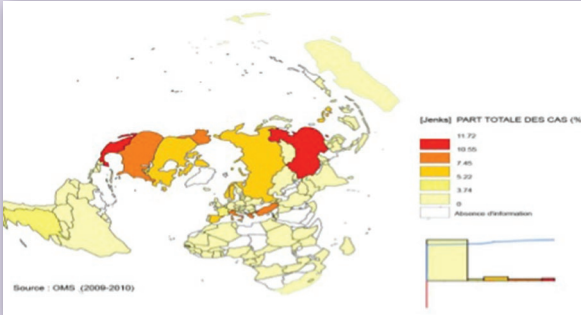 [Jenks] PART TOTALE DES CAS (%
11.72
10.55
7.45
5.22
3.74
0
Absence d'information
Source : OMS (2009-2010)